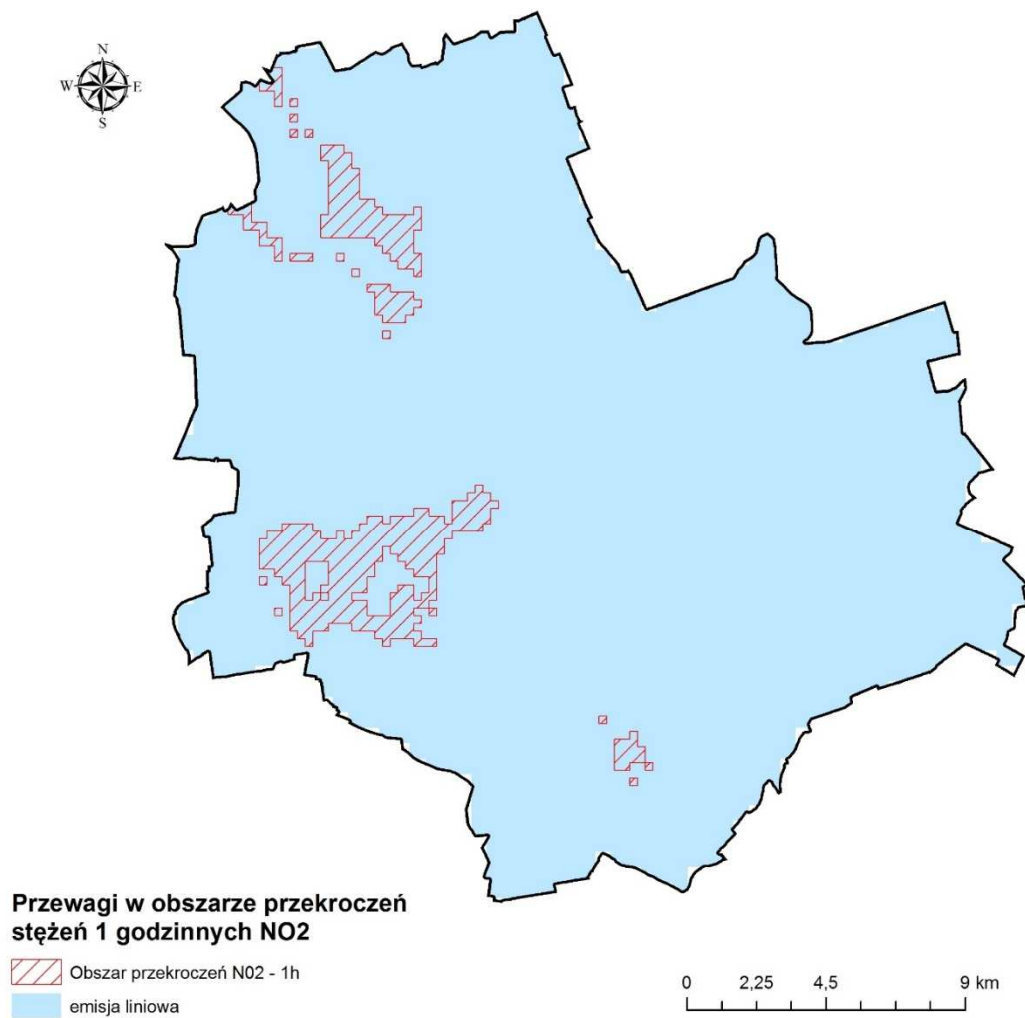 N
W E
S
Przewagi w obszarze przekroczeń
stężeń 1 godzinnych NO2
Obszar przekroczeń N02 - 1h
emisja liniowa
0 2,25 4,5 9 km